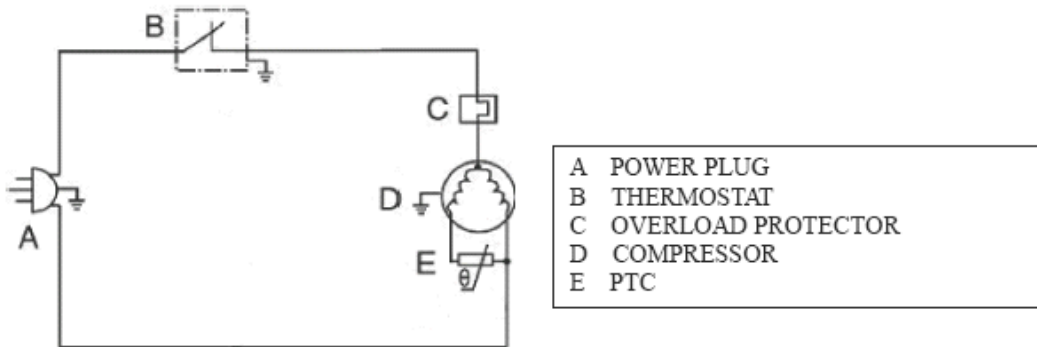 B
C
D
A
E
θ
A POWER PLUG
B THERMOSTAT
C OVERLOAD PROTECTOR
D COMPRESSOR
E PTC